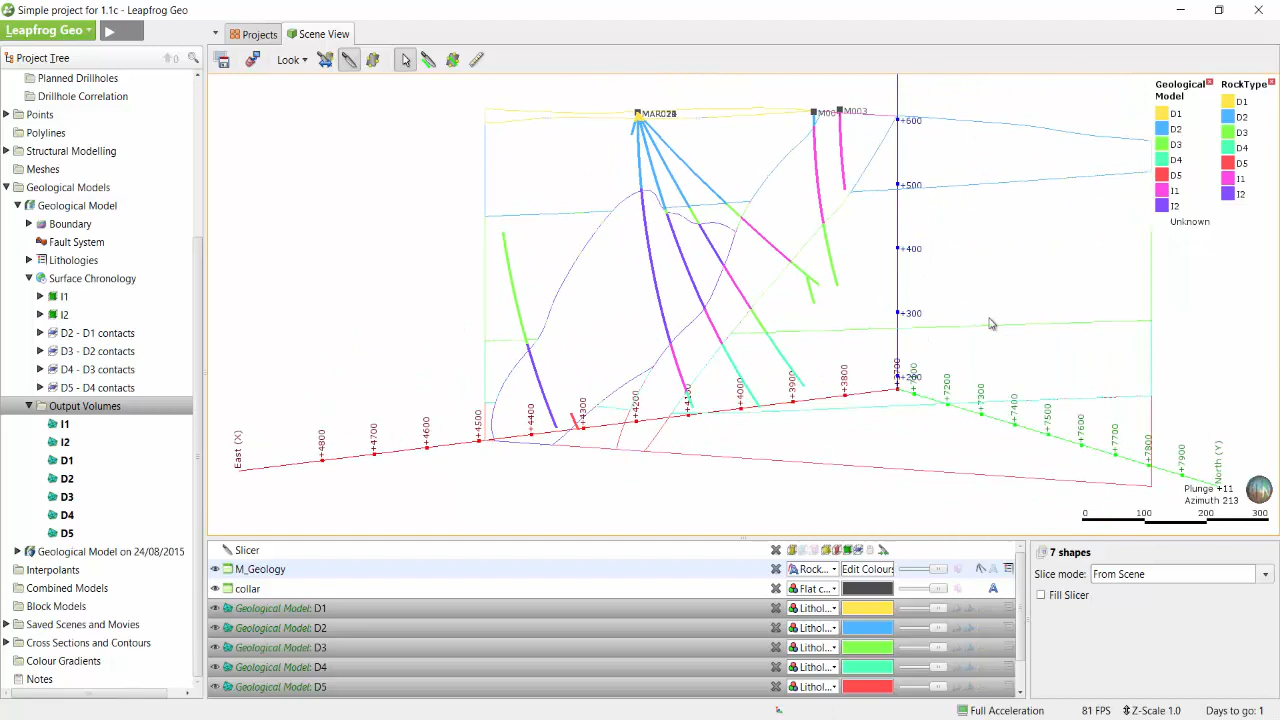 Simple project for 1.1c - Leapfrog Geo
Leapfrog Geo
Projects
Scene View
Project Tree
Look
Planned Drillholes
Drillhole Correlation
Points
Polylines
Structural Modelling
Meshes
Geological Models
Geological Model
Boundary
Fault System
Lithologies
Surface Chronology
I1
I2
D2 - D1 contacts
D3 - D2 contacts
D4 - D3 contacts
D5 - D4 contacts
Output Volumes
I1
I2
D1
D2
D3
D4
D5
Geological Model on 24/08/2015
Interpolants
Combined Models
Block Models
Saved Scenes and Movies
Cross Sections and Contours
Colour Gradients
Notes
M003
+600
+500
+400
+300
+200
East (X)
+4800
+4700
+4600
+4500
+4400
+4300
+4200
+4000
+3900
+3800
+7200
+7300
+7400
+7500
+7600
+7700
+7800
+7900
North (Y)
Geological Model
D1
D2
D3
D4
D5
I1
I2
Unknown
RockType
D1
D2
D3
D4
D5
I1
I2
Plunge +11
Azimuth 213
0 100 200 300
Slicer
M_Geology Rock... Edit Colours
collar Flat c...
Geological Model: D1 Lithol...
Geological Model: D2 Lithol...
Geological Model: D3 Lithol...
Geological Model: D4 Lithol...
Geological Model: D5 Lithol...
7 shapes
Slice mode: From Scene
Fill Slicer
Full Acceleration 81 FPS Z-Scale 1.0 Days to go: 1